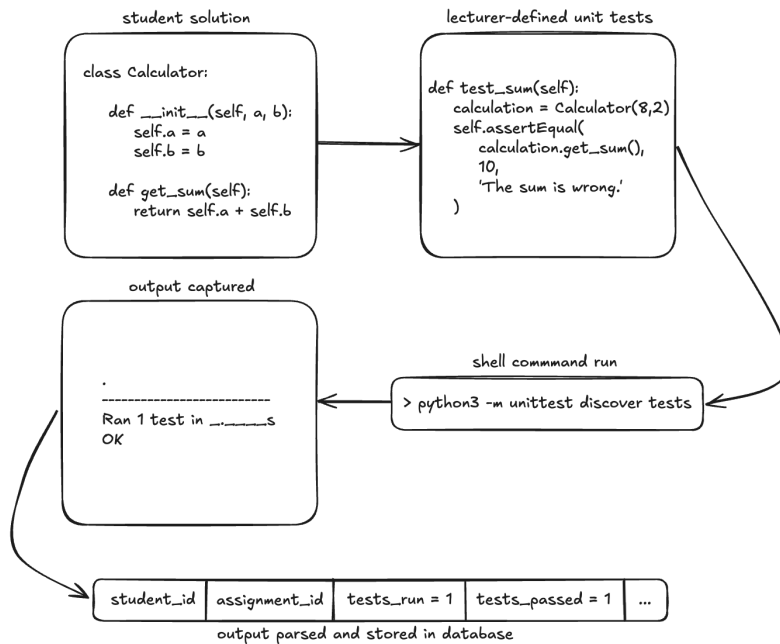 student solution
class Calculator:
def __init__(self, a, b):
self.a = a
self.b = b
def get_sum(self):
return self.a + self.b
lecturer-defined unit tests
def test_sum(self):
calculation = Calculator(8,2)
self.assertEqual(
calculation.get_sum(),
10,
'The sum is wrong.'
)
shell commmand run
> python3 -m unittest discover tests
output captured
.
--------------------------
Ran 1 test in _.____s
OK
student_id
assignment_id
tests_run = 1
tests_passed = 1
...
output parsed and stored in database